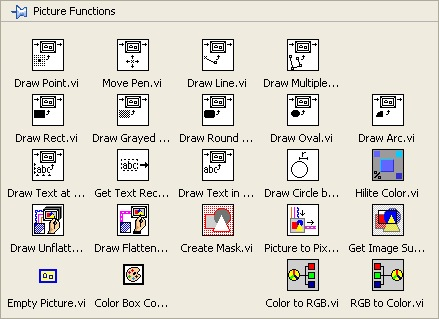 Picture Functions
Draw Point.vi Move Pen.vi Draw Line.vi Draw Multiple...
Draw Rect.vi Draw Grayed ... Draw Round ... Draw Oval.vi Draw Arc.vi
abc abc abc %
Draw Text at ... Get Text Rec... Draw Text in ... Draw Circle b... Hilite Color.vi
Draw Unflatt... Draw Flatten... Create Mask.vi Picture to Pix... Get Image Su...
Empty Picture.vi Color Box Co... Color to RGB.vi RGB to Color.vi